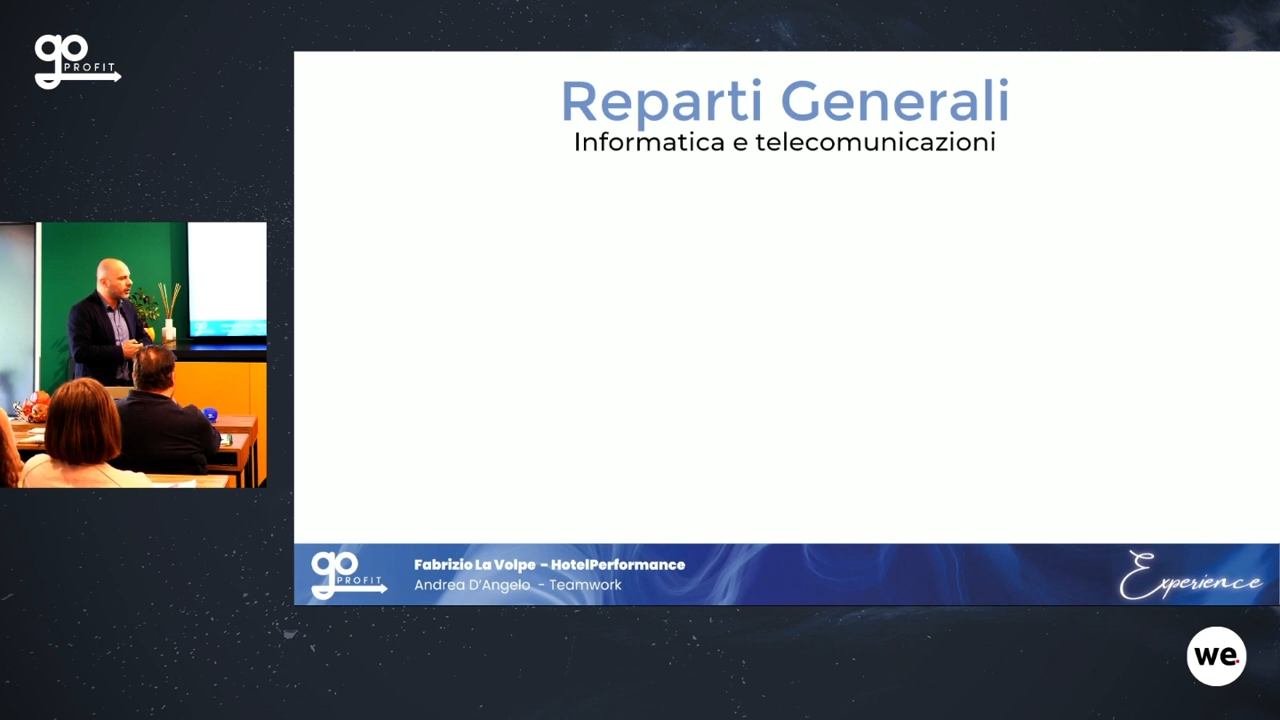 go
PROFIT
Reparti Generali
Informatica e telecomunicazioni
go
PROFIT
Fabrizio La Volpe - HotelPerformance
Andrea D'Angelo - Teamwork
Experience
we.